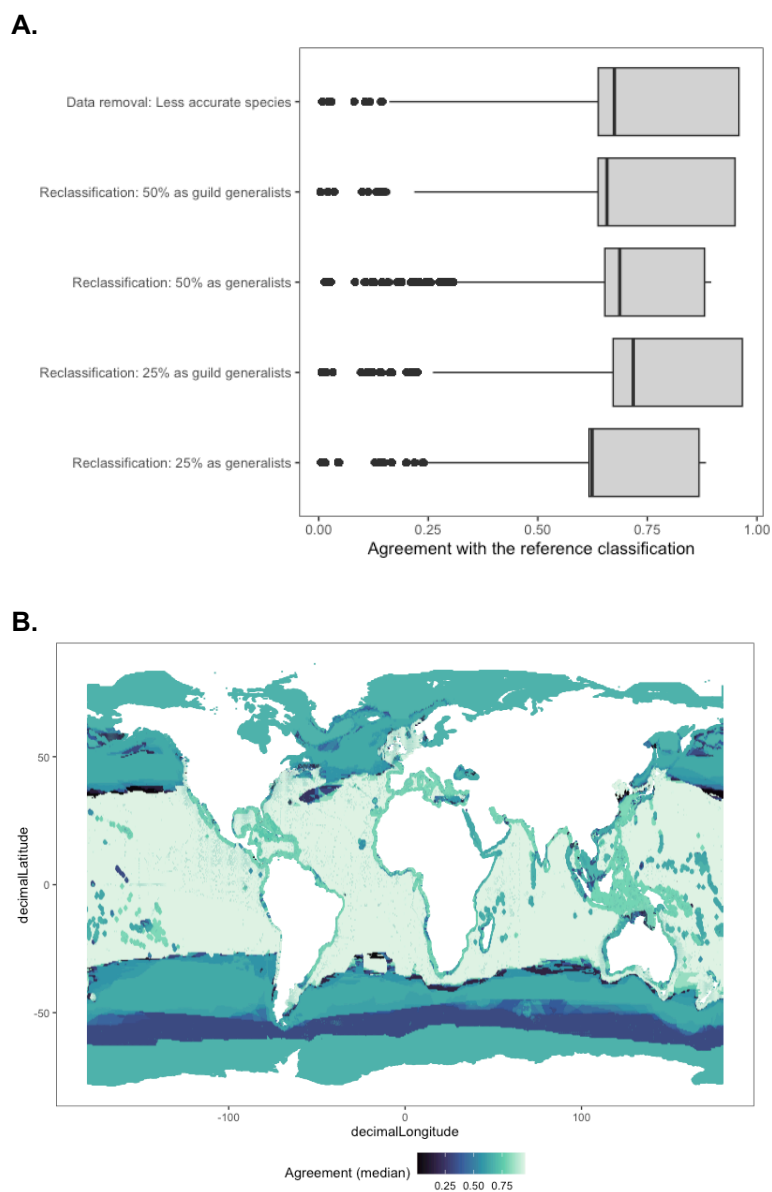 A.
Data removal: Less accurate species
Reclassification: 50% as guild generalists
Reclassification: 50% as generalists
Reclassification: 25% as guild generalists
Reclassification: 25% as generalists
0.00 0.25 0.50 0.75 1.00
Agreement with the reference classification
B.
50
0
-50
decimalLatitude
-100 0 100
decimalLongitude
Agreement (median)
0.25 0.50 0.75